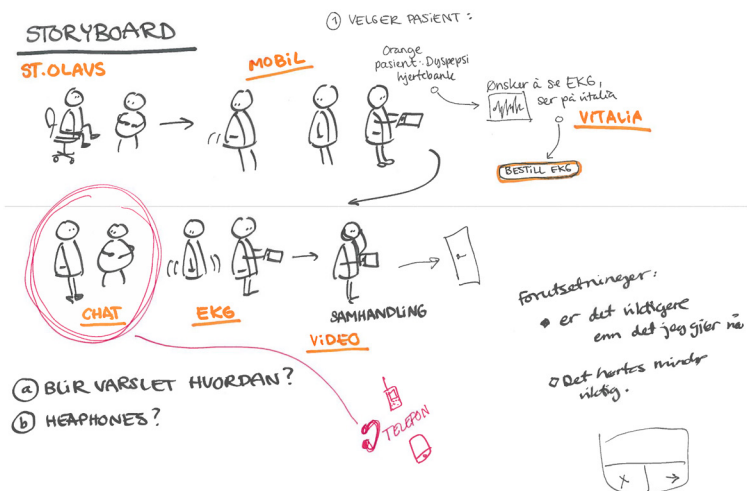 STORYBOARD
ST.OLAVS
MOBIL
① VELGER PASIENT:
Orange
pasient: Dyspepsi
hjertebank
Ønsker å se EKG,
ser på vitalia
VITALIA
BESTILL EKG
CHAT
EKG
SAMHANDLING
VIDEO
ⓐ BLIR VARSLET HVORDAN?
ⓑ HEAPHONES?
TELEFON
Forutsetninger:
er det viktigere
enn det jeg gjør nå
Det hørtes mindre
viktig.
X →